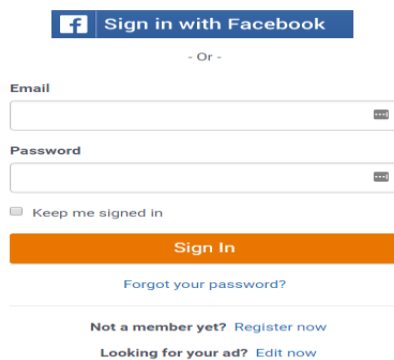 f Sign in with Facebook
- Or -
Email
Password
Keep me signed in
Sign In
Forgot your password?
Not a member yet? Register now
Looking for your ad? Edit now